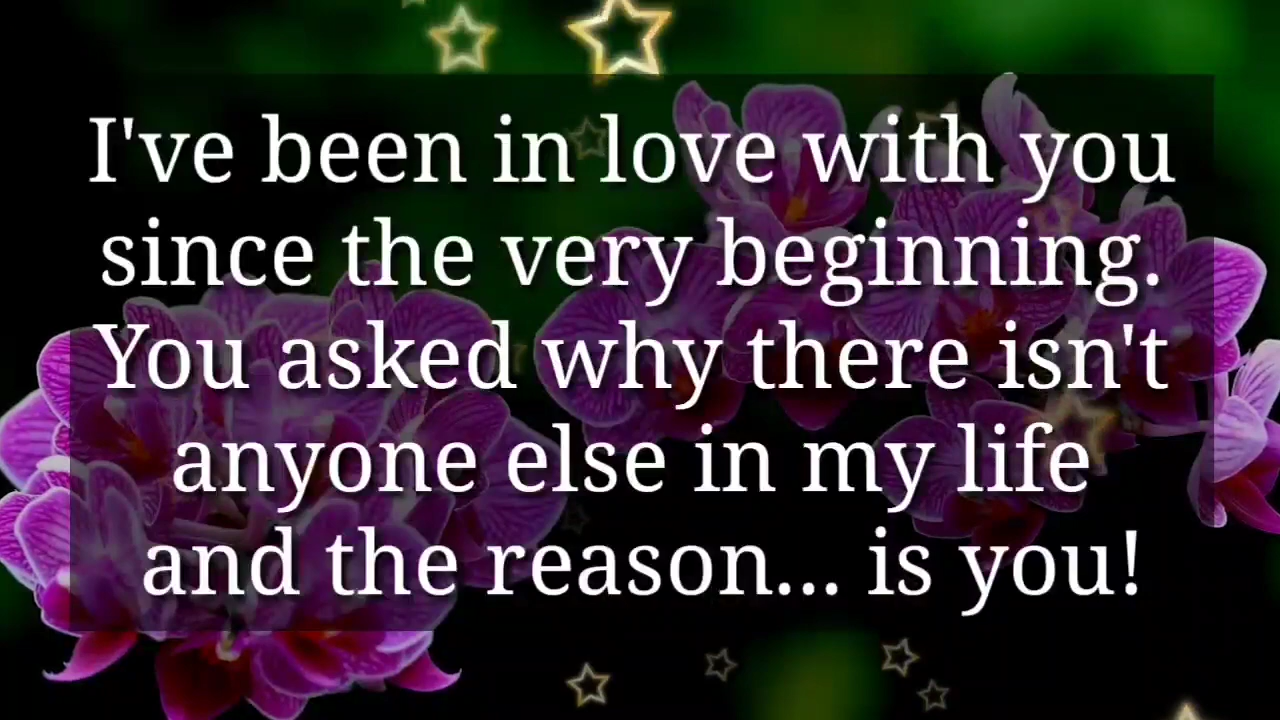 I've been in love with you
since the very beginning.
You asked why there isn't
anyone else in my life
and the reason... is you!